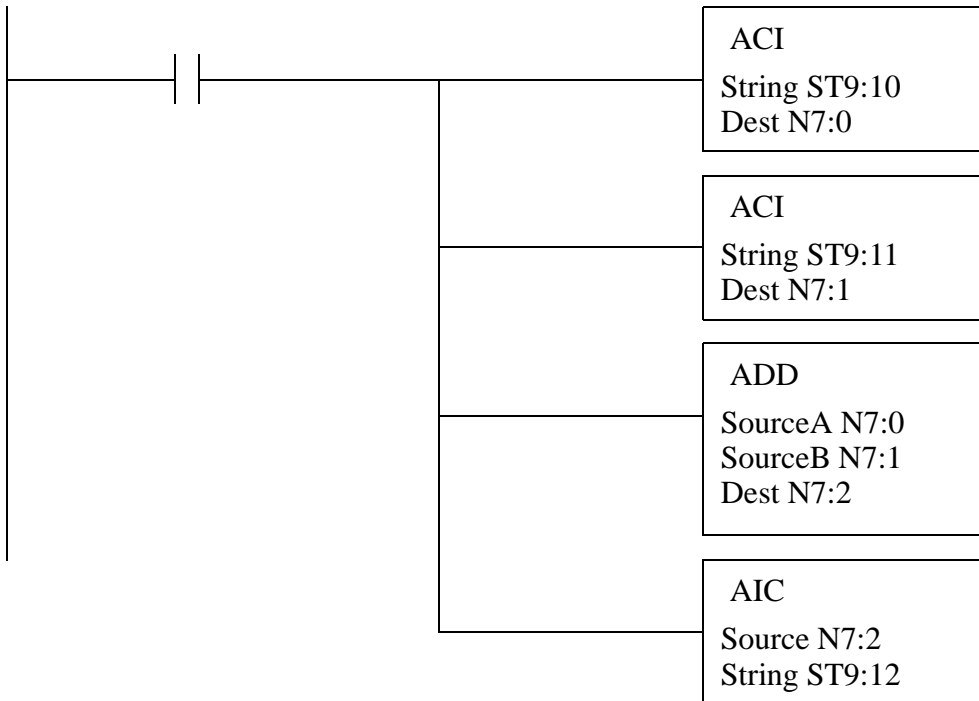 ACI
String ST9:10
Dest N7:0
ACI
String ST9:11
Dest N7:1
ADD
SourceA N7:0
SourceB N7:1
Dest N7:2
AIC
Source N7:2
String ST9:12